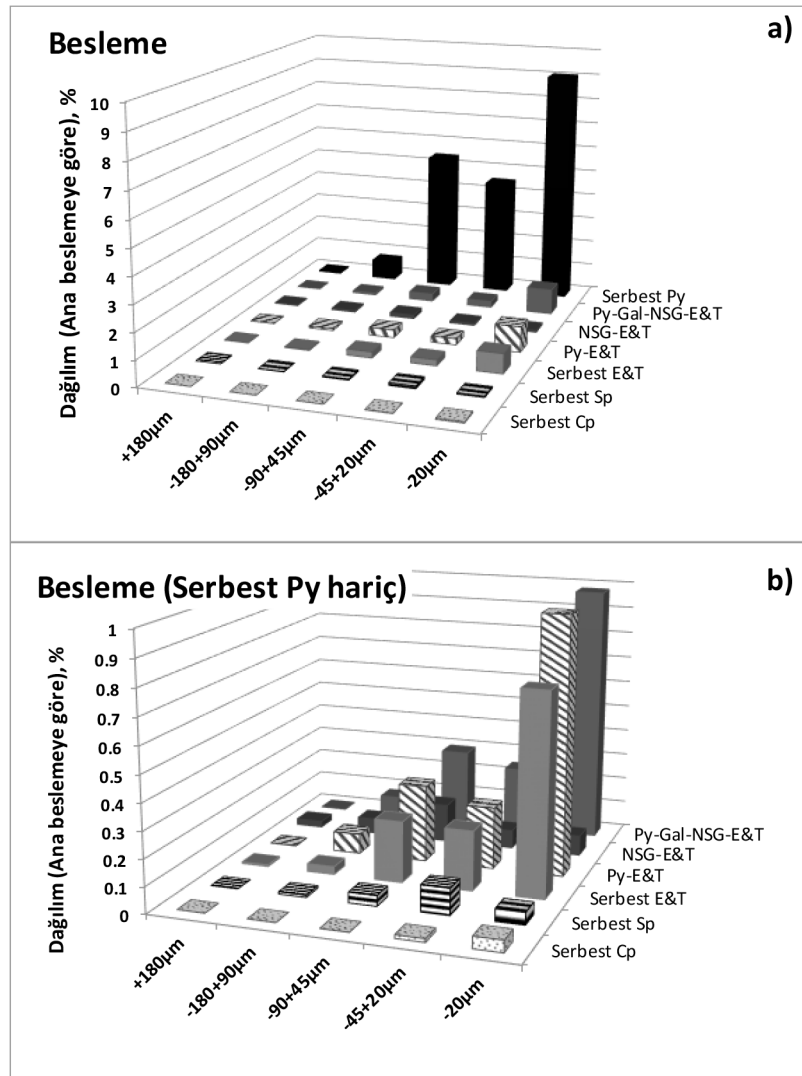 a)
Besleme
Dağılım (Ana beslemeye göre), %
10
9
8
7
6
5
4
3
2
1
0
+180µm
-180+90µm
-90+45µm
-45+20µm
-20µm
Serbest Py
Py-Gal-NSG-E&T
NSG-E&T
Py-E&T
Serbest E&T
Serbest Sp
Serbest Cp
b)
Besleme (Serbest Py hariç)
Dağılım (Ana beslemeye göre), %
1
0.9
0.8
0.7
0.6
0.5
0.4
0.3
0.2
0.1
0
+180µm
-180+90µm
-90+45µm
-45+20µm
-20µm
Py-Gal-NSG-E&T
NSG-E&T
Py-E&T
Serbest E&T
Serbest Sp
Serbest Cp